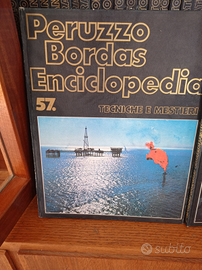 Peruzzo
Bordas
Enciclopedia
57.
TECNICHE E MESTIERI
subito